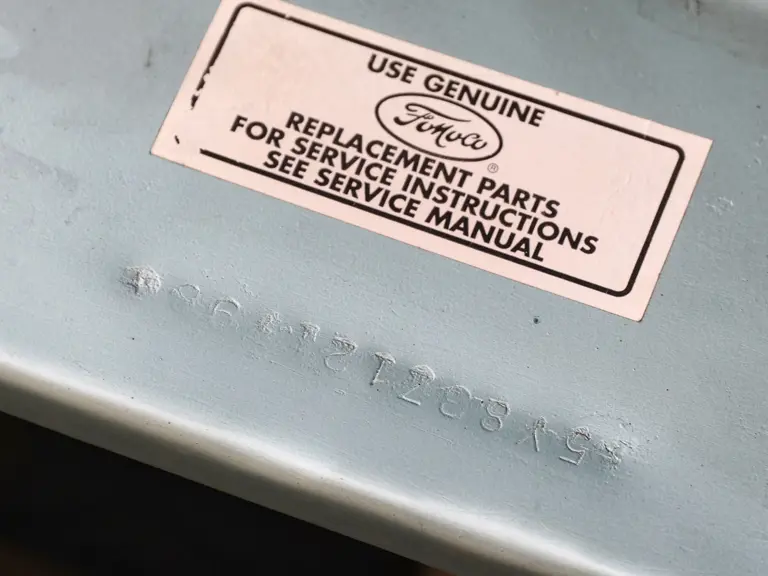 USE GENUINE
FoMoCo ®
REPLACEMENT PARTS
FOR SERVICE INSTRUCTIONS
SEE SERVICE MANUAL